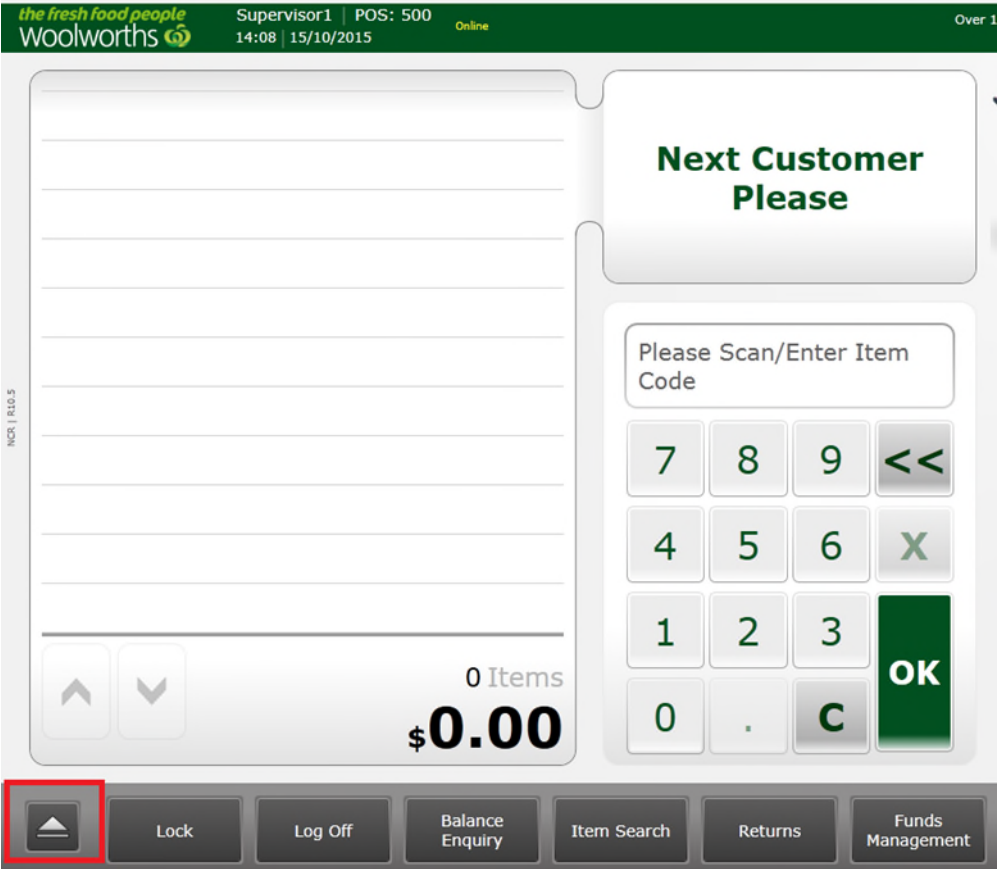 the fresh food people
Woolworths
Supervisor1 | POS: 500
14:08 | 15/10/2015
Online
Over 1
Next Customer
Please
Please Scan/Enter Item
Code
NCR | R10.5
7 8 9 <<
4 5 6 X
1 2 3
OK
0 . C
0 Items
$0.00
Lock
Log Off
Balance
Enquiry
Item Search
Returns
Funds
Management